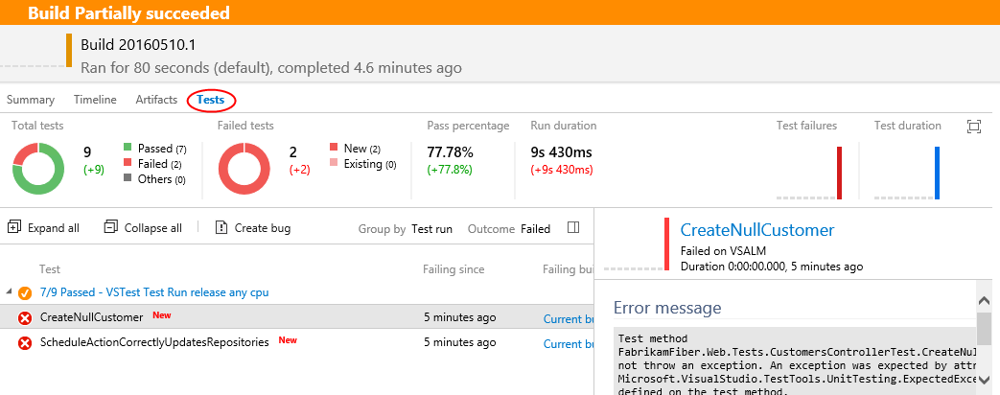 Build Partially succeeded
Build 20160510.1
Ran for 80 seconds (default), completed 4.6 minutes ago
Summary Timeline Artifacts Tests
Total tests Failed tests Pass percentage Run duration Test failures Test duration
9 Passed (7) 2 New (2) 77.78% 9s 430ms
(+9) Failed (2) (+2) Existing (0) (+77.8%) (+9s 430ms)
Others (0)
Expand all Collapse all Create bug Group by Test run Outcome Failed
CreateNullCustomer
Failed on VSALM
Duration 0:00:00.000, 5 minutes ago
Test Failing since Failing bui
7/9 Passed - VSTest Test Run release any cpu
CreateNullCustomer New 5 minutes ago Current bu
ScheduleActionCorrectlyUpdatesRepositories New 5 minutes ago Current bu
Error message
Test method
FabrikamFiber.Web.Tests.CustomersControllerTest.CreateNul
not throw an exception. An exception was expected by attr
Microsoft.VisualStudio.TestTools.UnitTesting.ExpectedExce
defined on the test method.